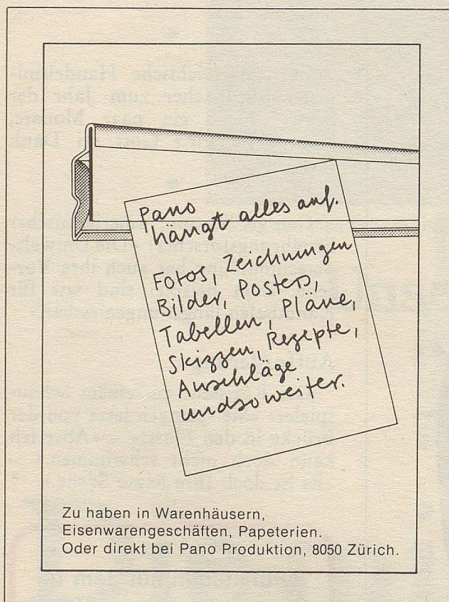 Pano
hängt alles auf.
Fotos, Zeichnungen
Bilder, Posters,
Tabellen, Pläne,
Skizzen, Rezepte,
Anschläge
undsoweiter.
Zu haben in Warenhäusern,
Eisenwarengeschäften, Papeterien.
Oder direkt bei Pano Produktion, 8050 Zürich.